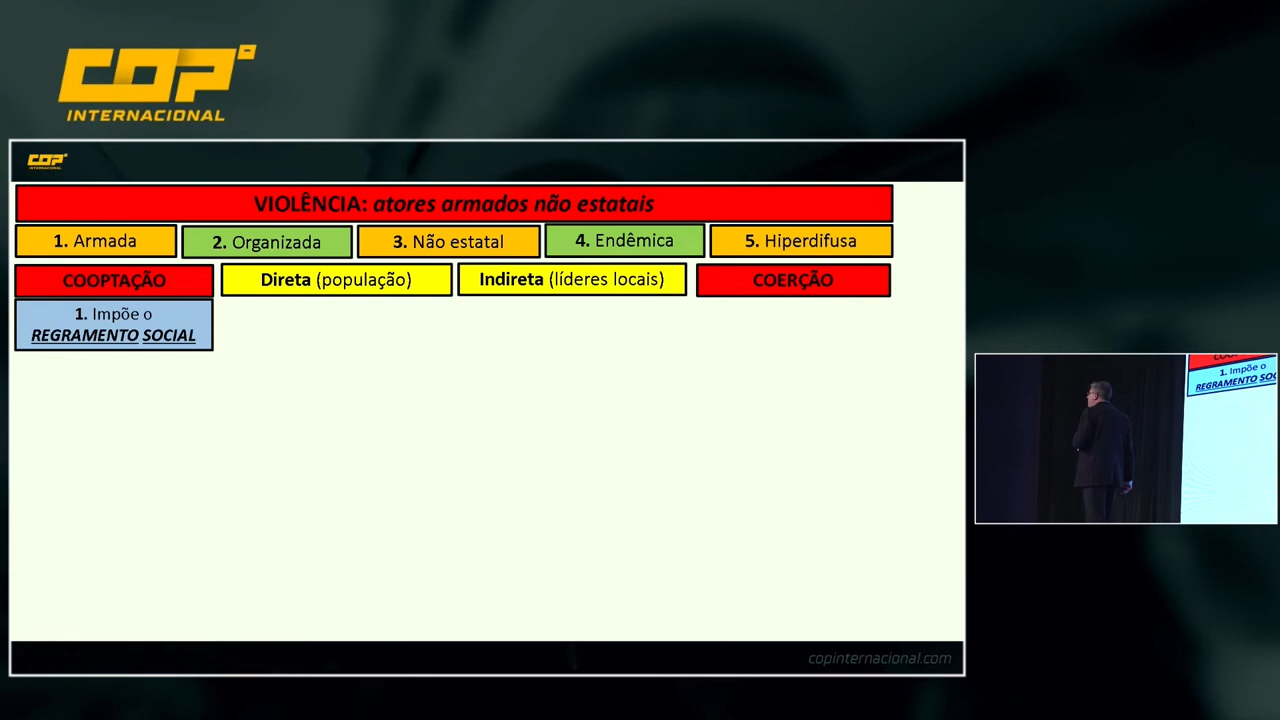 COP
INTERNACIONAL
COP
INTERNACIONAL
VIOLÊNCIA: atores armados não estatais
1. Armada
2. Organizada
3. Não estatal
4. Endêmica
5. Hiperdifusa
COOPTAÇÃO
Direta (população)
Indireta (líderes locais)
COERÇÃO
1. Impõe o
REGRAMENTO SOCIAL
1. Impõe o
REGRAMENTO SOC
copinternacional.com